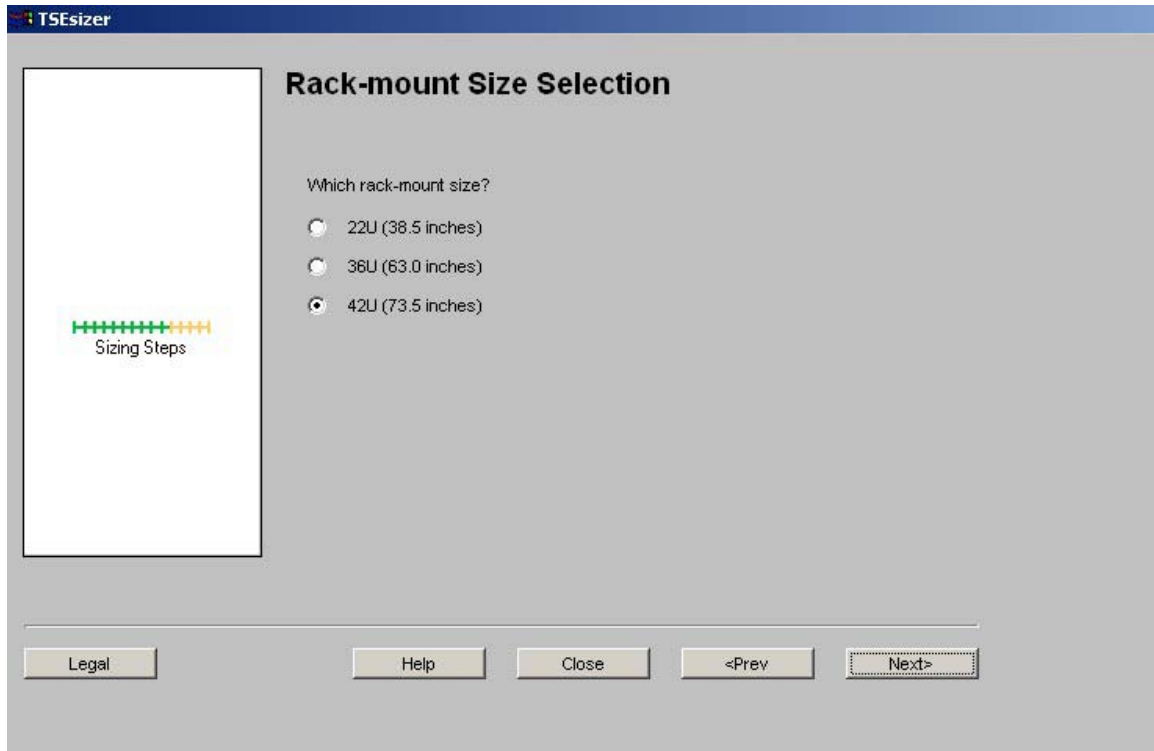 TSEsizer
Rack-mount Size Selection
Which rack-mount size?
22U (38.5 inches)
36U (63.0 inches)
42U (73.5 inches)
Sizing Steps
Legal
Help
Close
<Prev
Next>